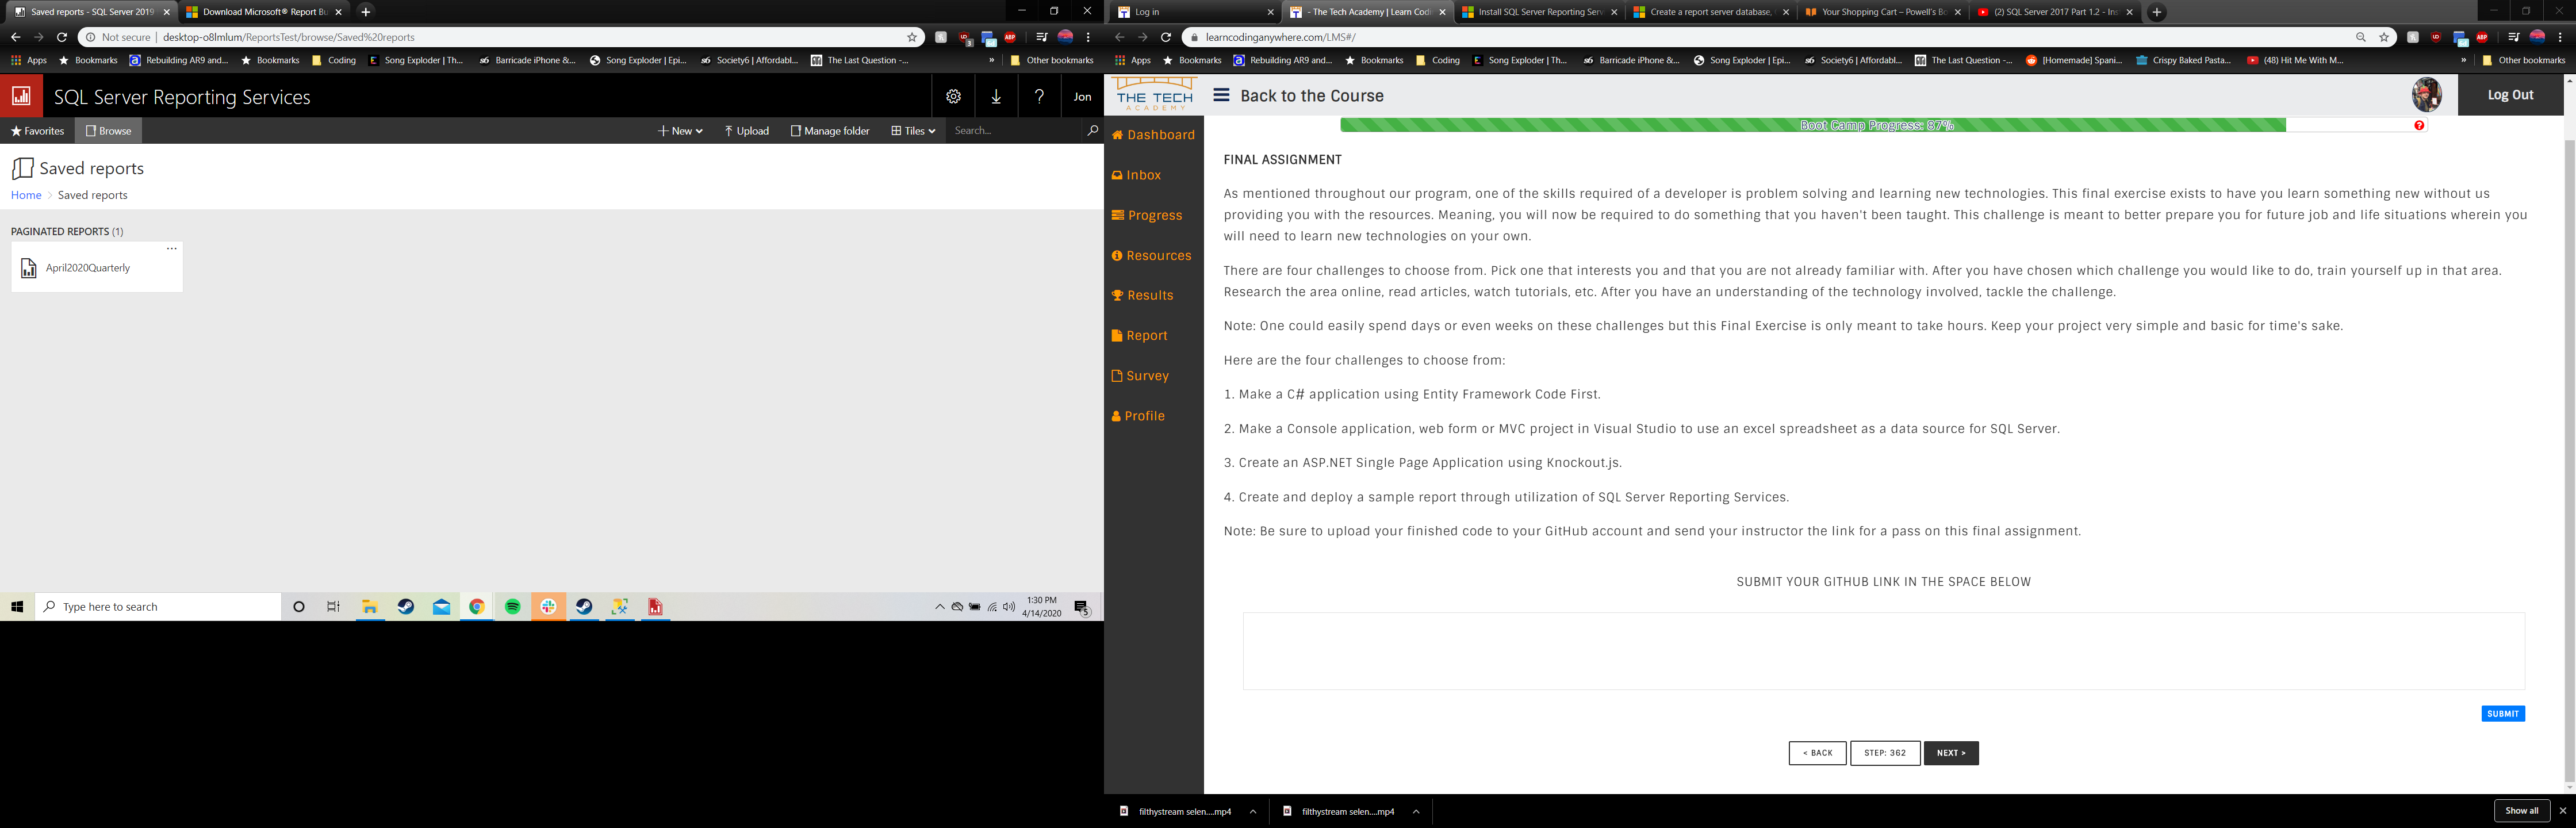 Saved reports - SQL Server 2019
Download Microsoft® Report Bu
Not secure | desktop-o8lmlum/ReportsTest/browse/Saved%20reports
Apps
Bookmarks
Rebuilding AR9 and...
Bookmarks
Coding
Song Exploder | Th...
Barricade iPhone &...
Song Exploder | Epi...
Society6 | Affordabl...
The Last Question -...
»
Other bookmarks
SQL Server Reporting Services
?
Jon
Favorites
Browse
New
Upload
Manage folder
Tiles
Search...
Saved reports
Home > Saved reports
PAGINATED REPORTS (1)
...
April2020Quarterly
Type here to search
1:30 PM
4/14/2020
5
Log in
- The Tech Academy | Learn Codi
Install SQL Server Reporting Serv
Create a report server database,
Your Shopping Cart – Powell's Bo
(2) SQL Server 2017 Part 1.2 - Ins
learncodinganywhere.com/LMS#/
Apps
Bookmarks
Rebuilding AR9 and...
Bookmarks
Coding
Song Exploder | Th...
Barricade iPhone &...
Song Exploder | Epi...
Society6 | Affordabl...
The Last Question -...
[Homemade] Spani...
Crispy Baked Pasta...
(48) Hit Me With M...
»
Other bookmarks
THE TECH
ACADEMY
Back to the Course
Log Out
Dashboard
Inbox
Progress
Resources
Results
Report
Survey
Profile
Boot Camp Progress: 87%
FINAL ASSIGNMENT
As mentioned throughout our program, one of the skills required of a developer is problem solving and learning new technologies. This final exercise exists to have you learn something new without us
providing you with the resources. Meaning, you will now be required to do something that you haven't been taught. This challenge is meant to better prepare you for future job and life situations wherein you
will need to learn new technologies on your own.
There are four challenges to choose from. Pick one that interests you and that you are not already familiar with. After you have chosen which challenge you would like to do, train yourself up in that area.
Research the area online, read articles, watch tutorials, etc. After you have an understanding of the technology involved, tackle the challenge.
Note: One could easily spend days or even weeks on these challenges but this Final Exercise is only meant to take hours. Keep your project very simple and basic for time's sake.
Here are the four challenges to choose from:
1. Make a C# application using Entity Framework Code First.
2. Make a Console application, web form or MVC project in Visual Studio to use an excel spreadsheet as a data source for SQL Server.
3. Create an ASP.NET Single Page Application using Knockout.js.
4. Create and deploy a sample report through utilization of SQL Server Reporting Services.
Note: Be sure to upload your finished code to your GitHub account and send your instructor the link for a pass on this final assignment.
SUBMIT YOUR GITHUB LINK IN THE SPACE BELOW
SUBMIT
< BACK
STEP: 362
NEXT >
filthystream selen....mp4
filthystream selen....mp4
Show all